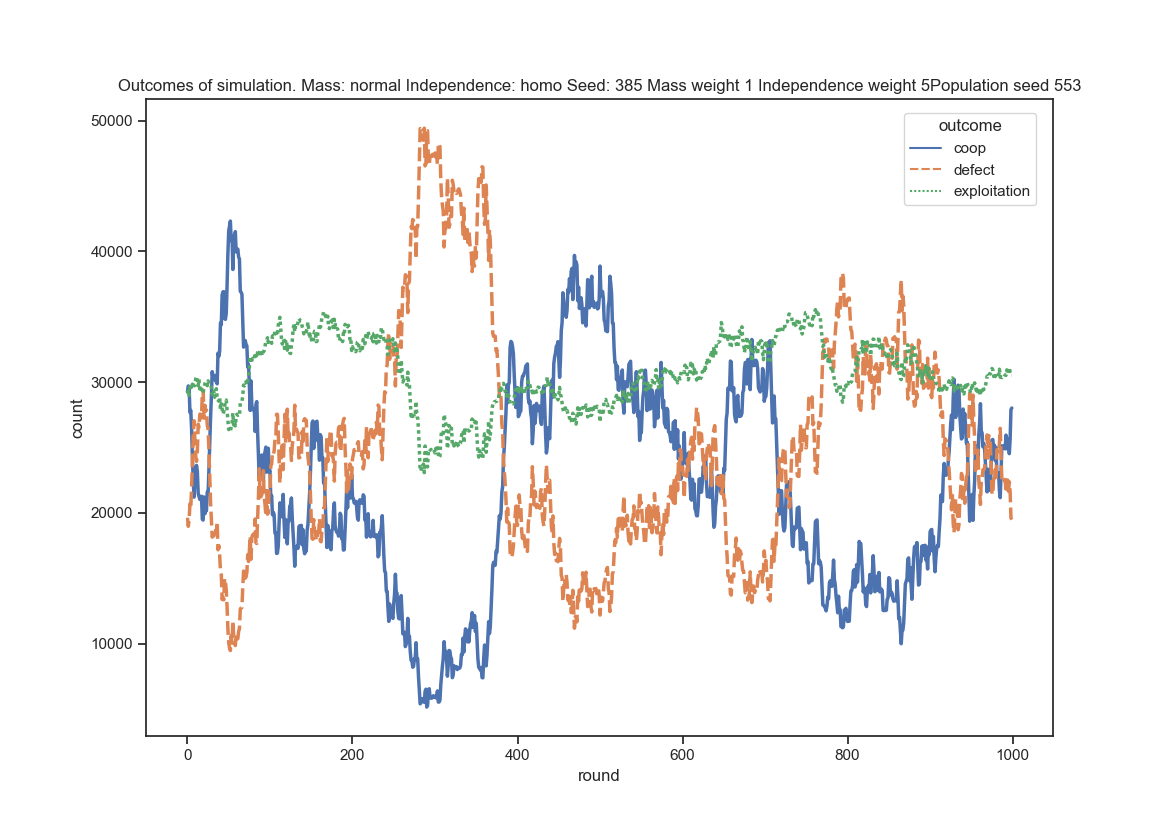 Outcomes of simulation. Mass: normal Independence: homo Seed: 385 Mass weight 1 Independence weight 5Population seed 553
outcome
coop
defect
exploitation
50000
40000
30000
20000
10000
count
0 200 400 600 800 1000
round